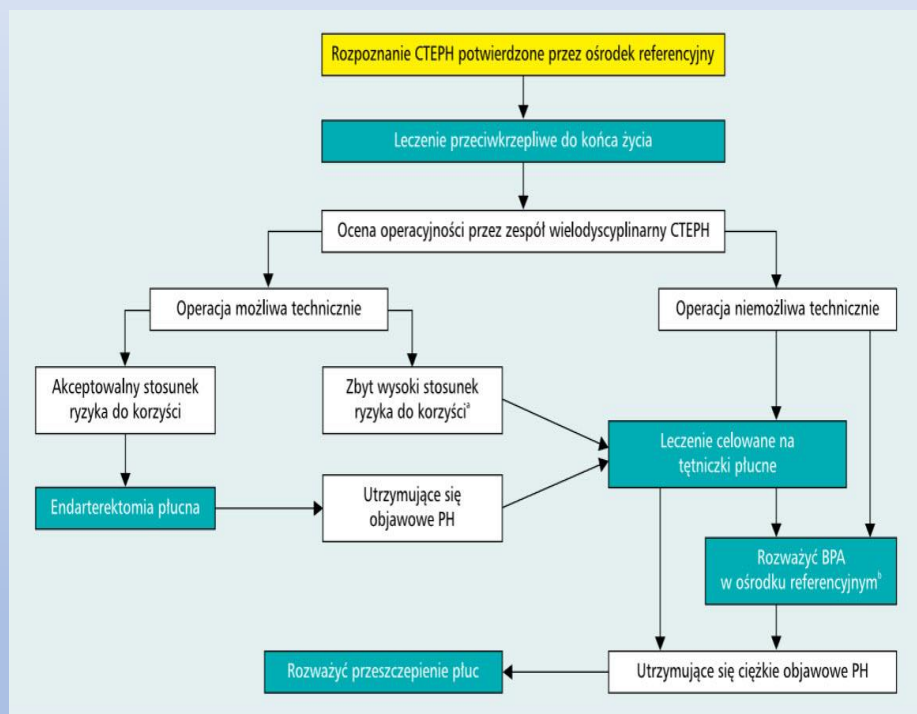 Rozpoznanie CTEPH potwierdzone przez ośrodek referencyjny
Leczenie przeciwkrzepliwe do końca życia
Ocena operacyjności przez zespół wielodyscyplinarny CTEPH
Operacja możliwa technicznie
Operacja niemożliwa technicznie
Akceptowalny stosunek
ryzyka do korzyści
Zbyt wysoki stosunek
ryzyka do korzyściᵃ
Leczenie celowane na
tętniczki płucne
Endarterektomia płucna
Utrzymujące się
objawowe PH
Rozważyć BPA
w ośrodku referencyjnymᵇ
Rozważyć przeszczepienie płuc
Utrzymujące się ciężkie objawowe PH